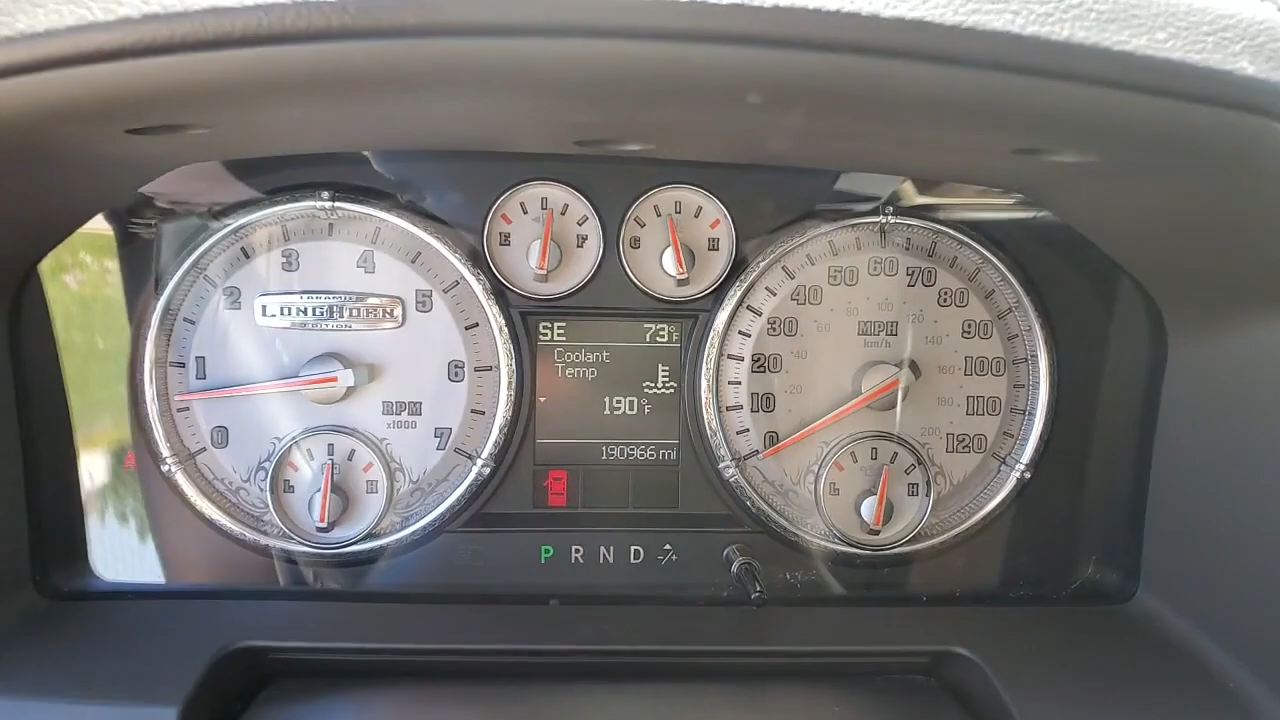 0
1
2
3
4
5
6
7
LARAMIE
LONGHORN
EDITION
RPM
x1000
L H
E F
C H
SE 73°F
Coolant
Temp
190°F
190966 mi
P R N D -/+
0
10
20
30
40
50
60
70
80
90
100
110
120
MPH
km/h
20
40
60
80
100
120
140
160
180
200
L H